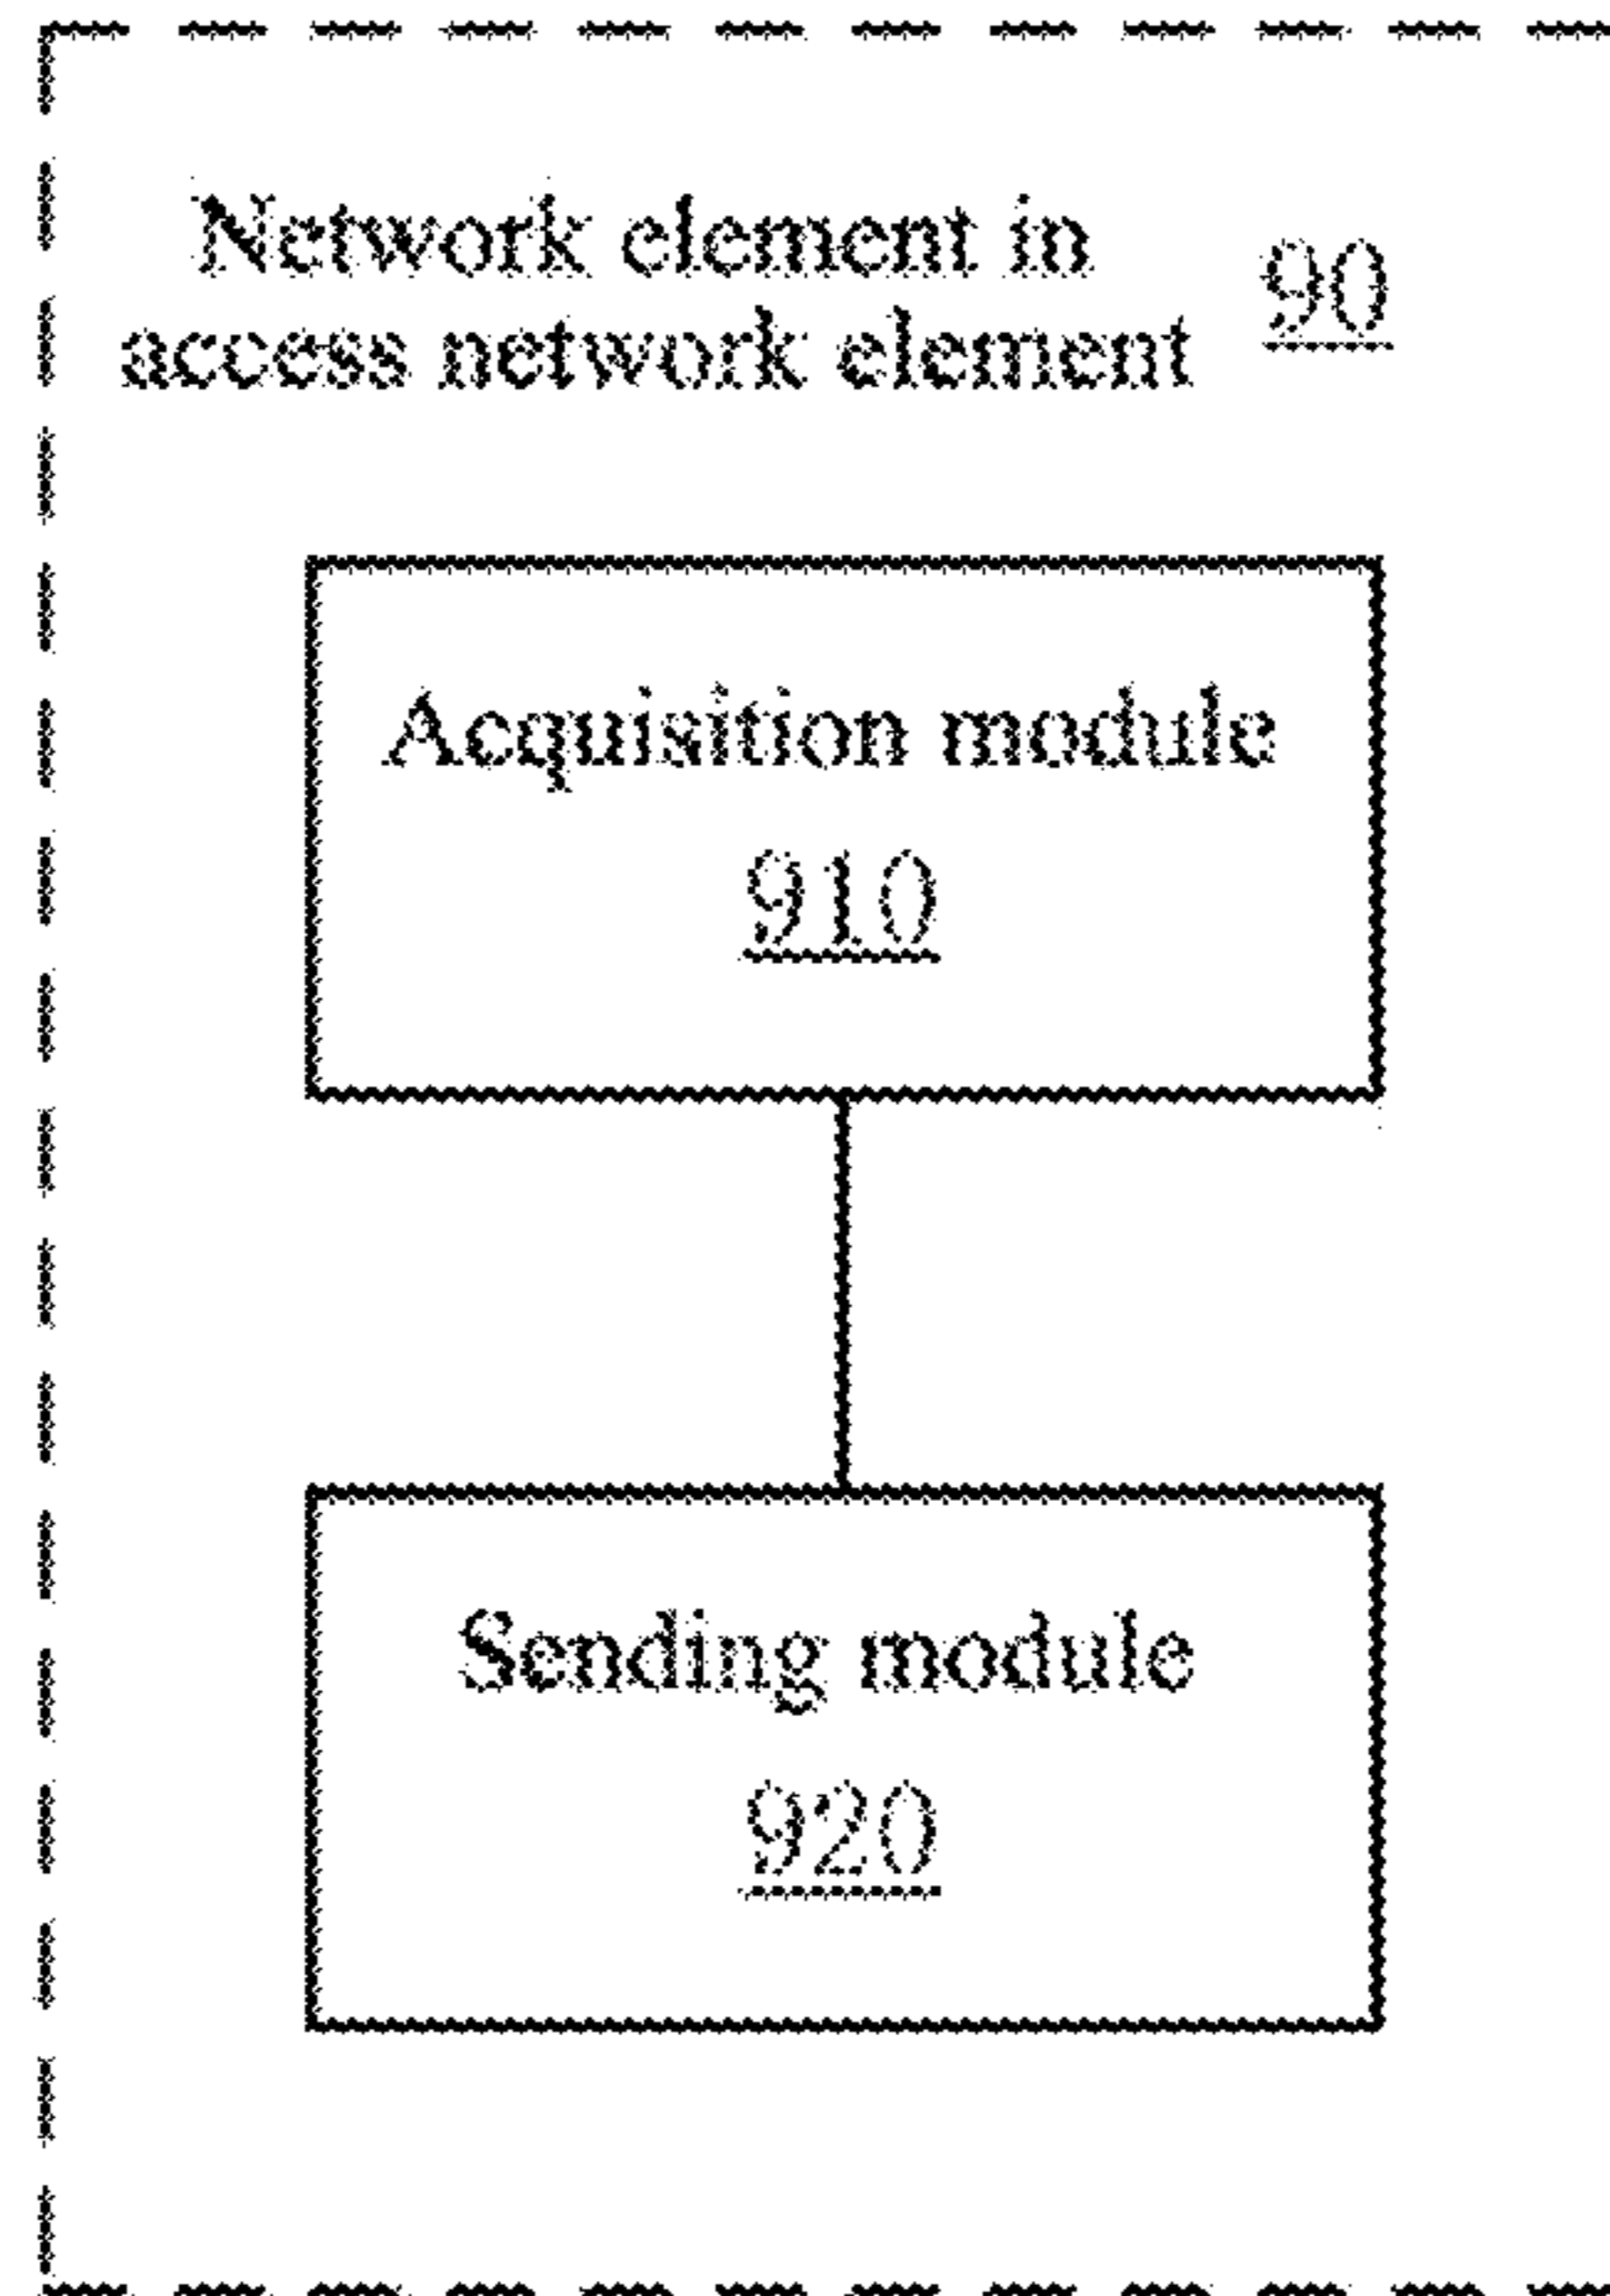 Network element in
access network element
90
Acquisition module
910
Sending module
920